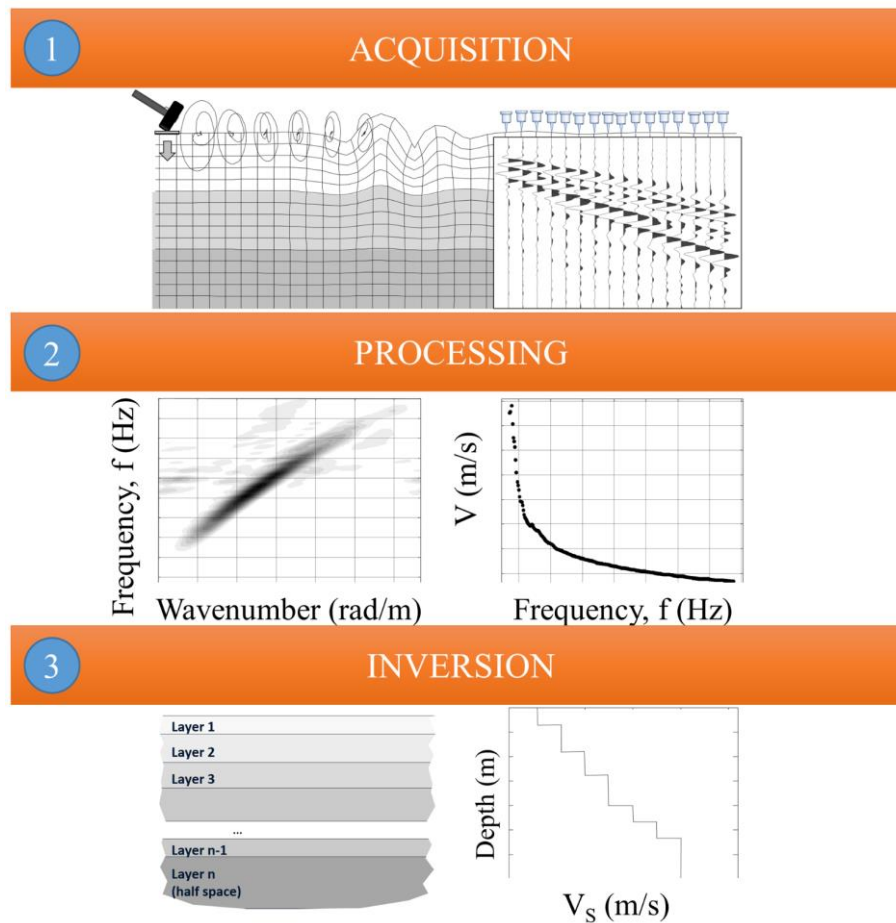 1
ACQUISITION
2
PROCESSING
Frequency, f (Hz)
Wavenumber (rad/m)
V (m/s)
Frequency, f (Hz)
3
INVERSION
Layer 1
Layer 2
Layer 3
...
Layer n-1
Layer n
(half space)
Depth (m)
V_S (m/s)